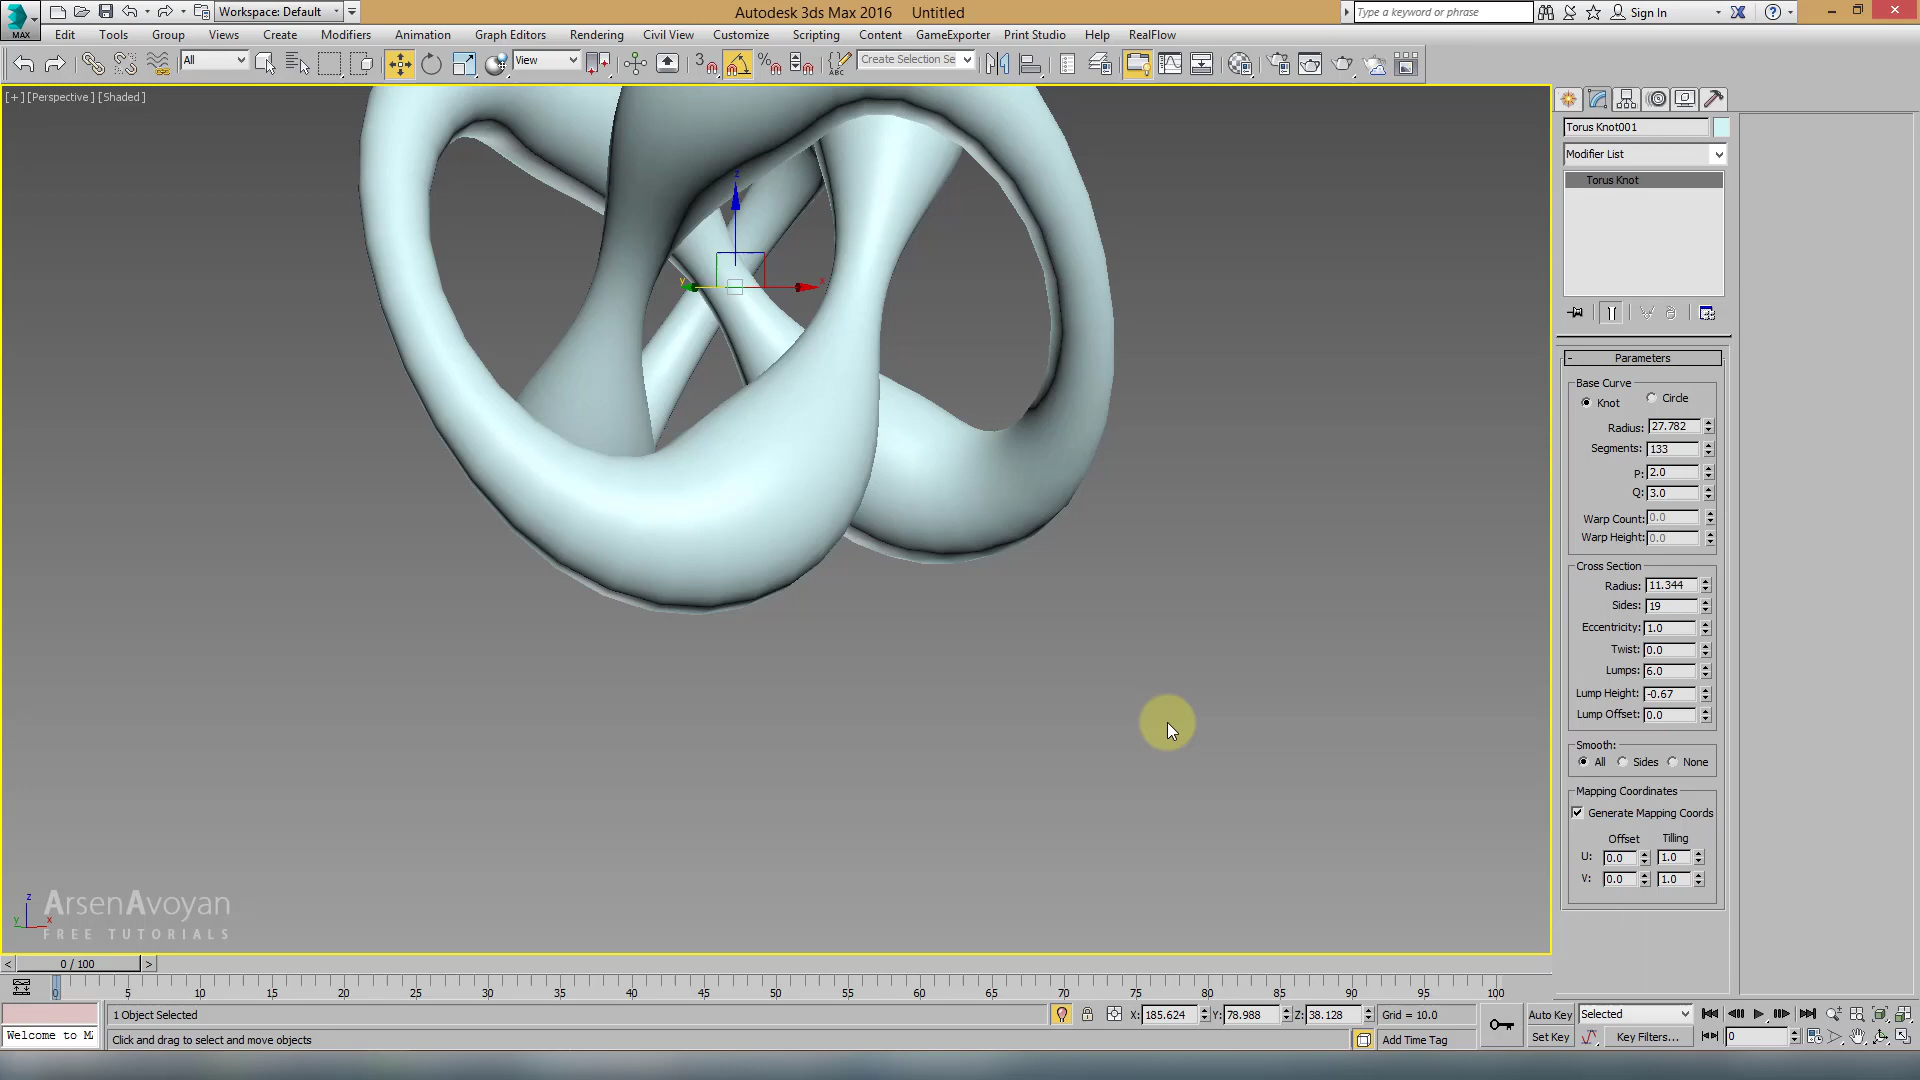 MAX
Workspace: Default
Autodesk 3ds Max 2016 Untitled
Type a keyword or phrase
Sign In
Edit Tools Group Views Create Modifiers Animation Graph Editors Rendering Civil View Customize Scripting Content GameExporter Print Studio Help RealFlow
All
View
3
%
ABC
Create Selection Se
[+] [Perspective] [Shaded]
z
y
x
Torus Knot001
Modifier List
Torus Knot
- Parameters
Base Curve
Knot Circle
Radius: 27.782
Segments: 133
P: 2.0
Q: 3.0
Warp Count: 0.0
Warp Height: 0.0
Cross Section
Radius: 11.344
Sides: 19
Eccentricity: 1.0
Twist: 0.0
Lumps: 6.0
Lump Height: -0.67
Lump Offset: 0.0
Smooth:
All Sides None
Mapping Coordinates
Generate Mapping Coords
Offset Tilling
U: 0.0 1.0
V: 0.0 1.0
z
y
x
ArsenAvoyan
FREE TUTORIALS
< 0 / 100 >
0 5 10 15 20 25 30 35 40 45 50 55 60 65 70 75 80 85 90 95 100
1 Object Selected
X: 185.624 Y: 78.988 Z: 38.128 Grid = 10.0
Auto Key Selected
Welcome to M
Click and drag to select and move objects
Add Time Tag
Set Key Key Filters... 0